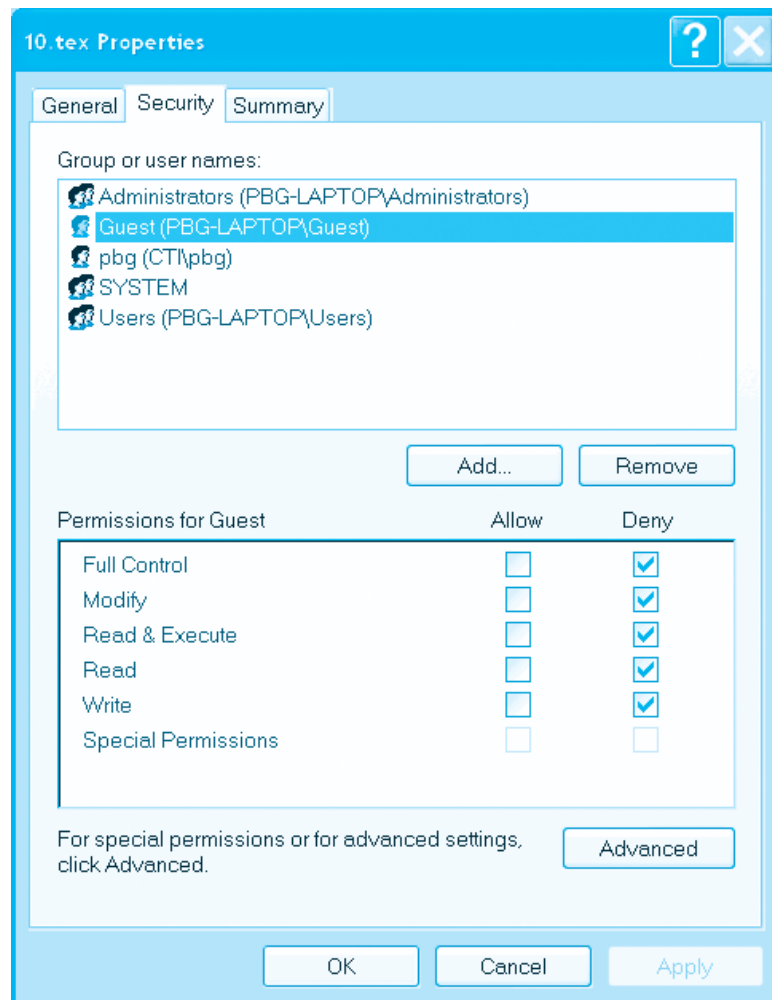 10.tex Properties
?
General Security Summary
Group or user names:
Administrators (PBG-LAPTOP\Administrators)
Guest (PBG-LAPTOP\Guest)
pbg (CTI\pbg)
SYSTEM
Users (PBG-LAPTOP\Users)
Add... Remove
Permissions for Guest Allow Deny
Full Control
Modify
Read & Execute
Read
Write
Special Permissions
For special permissions or for advanced settings,
click Advanced.
Advanced
OK Cancel Apply